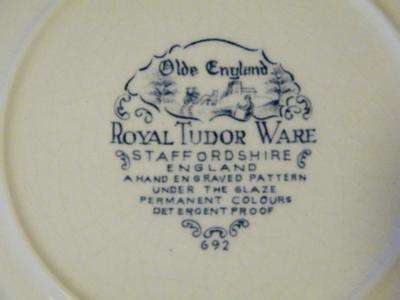 Olde England
ROYAL TUDOR WARE
STAFFORDSHIRE
ENGLAND
A HAND ENGRAVED PATTERN
UNDER THE GLAZE
PERMANENT COLOURS
DETERGENT PROOF
692